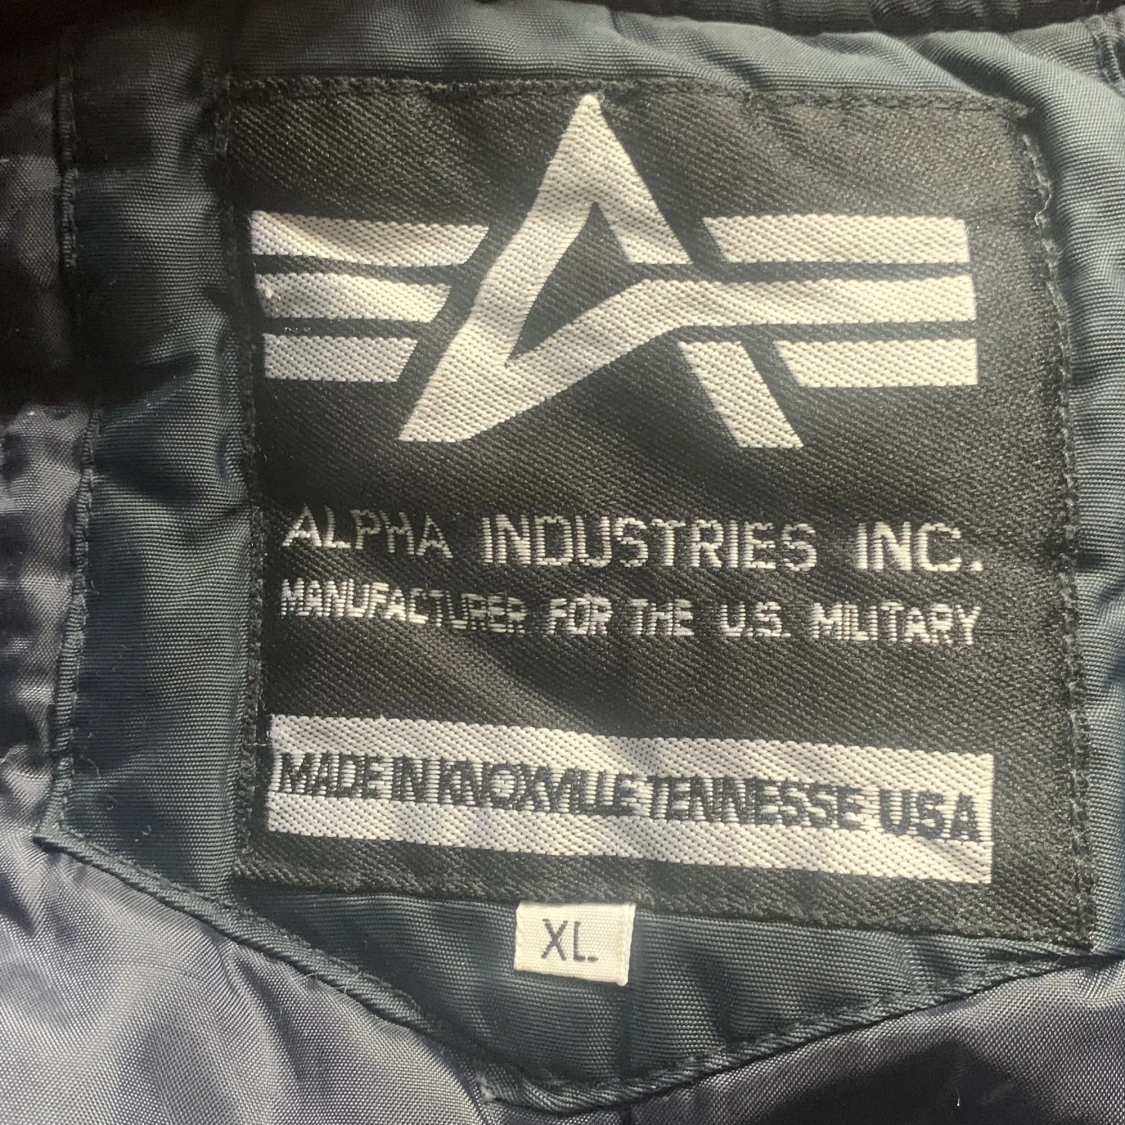 ALPHA INDUSTRIES INC.
MANUFACTURER FOR THE U.S. MILITARY
MADE IN KNOXVILLE TENNESSE USA
XL